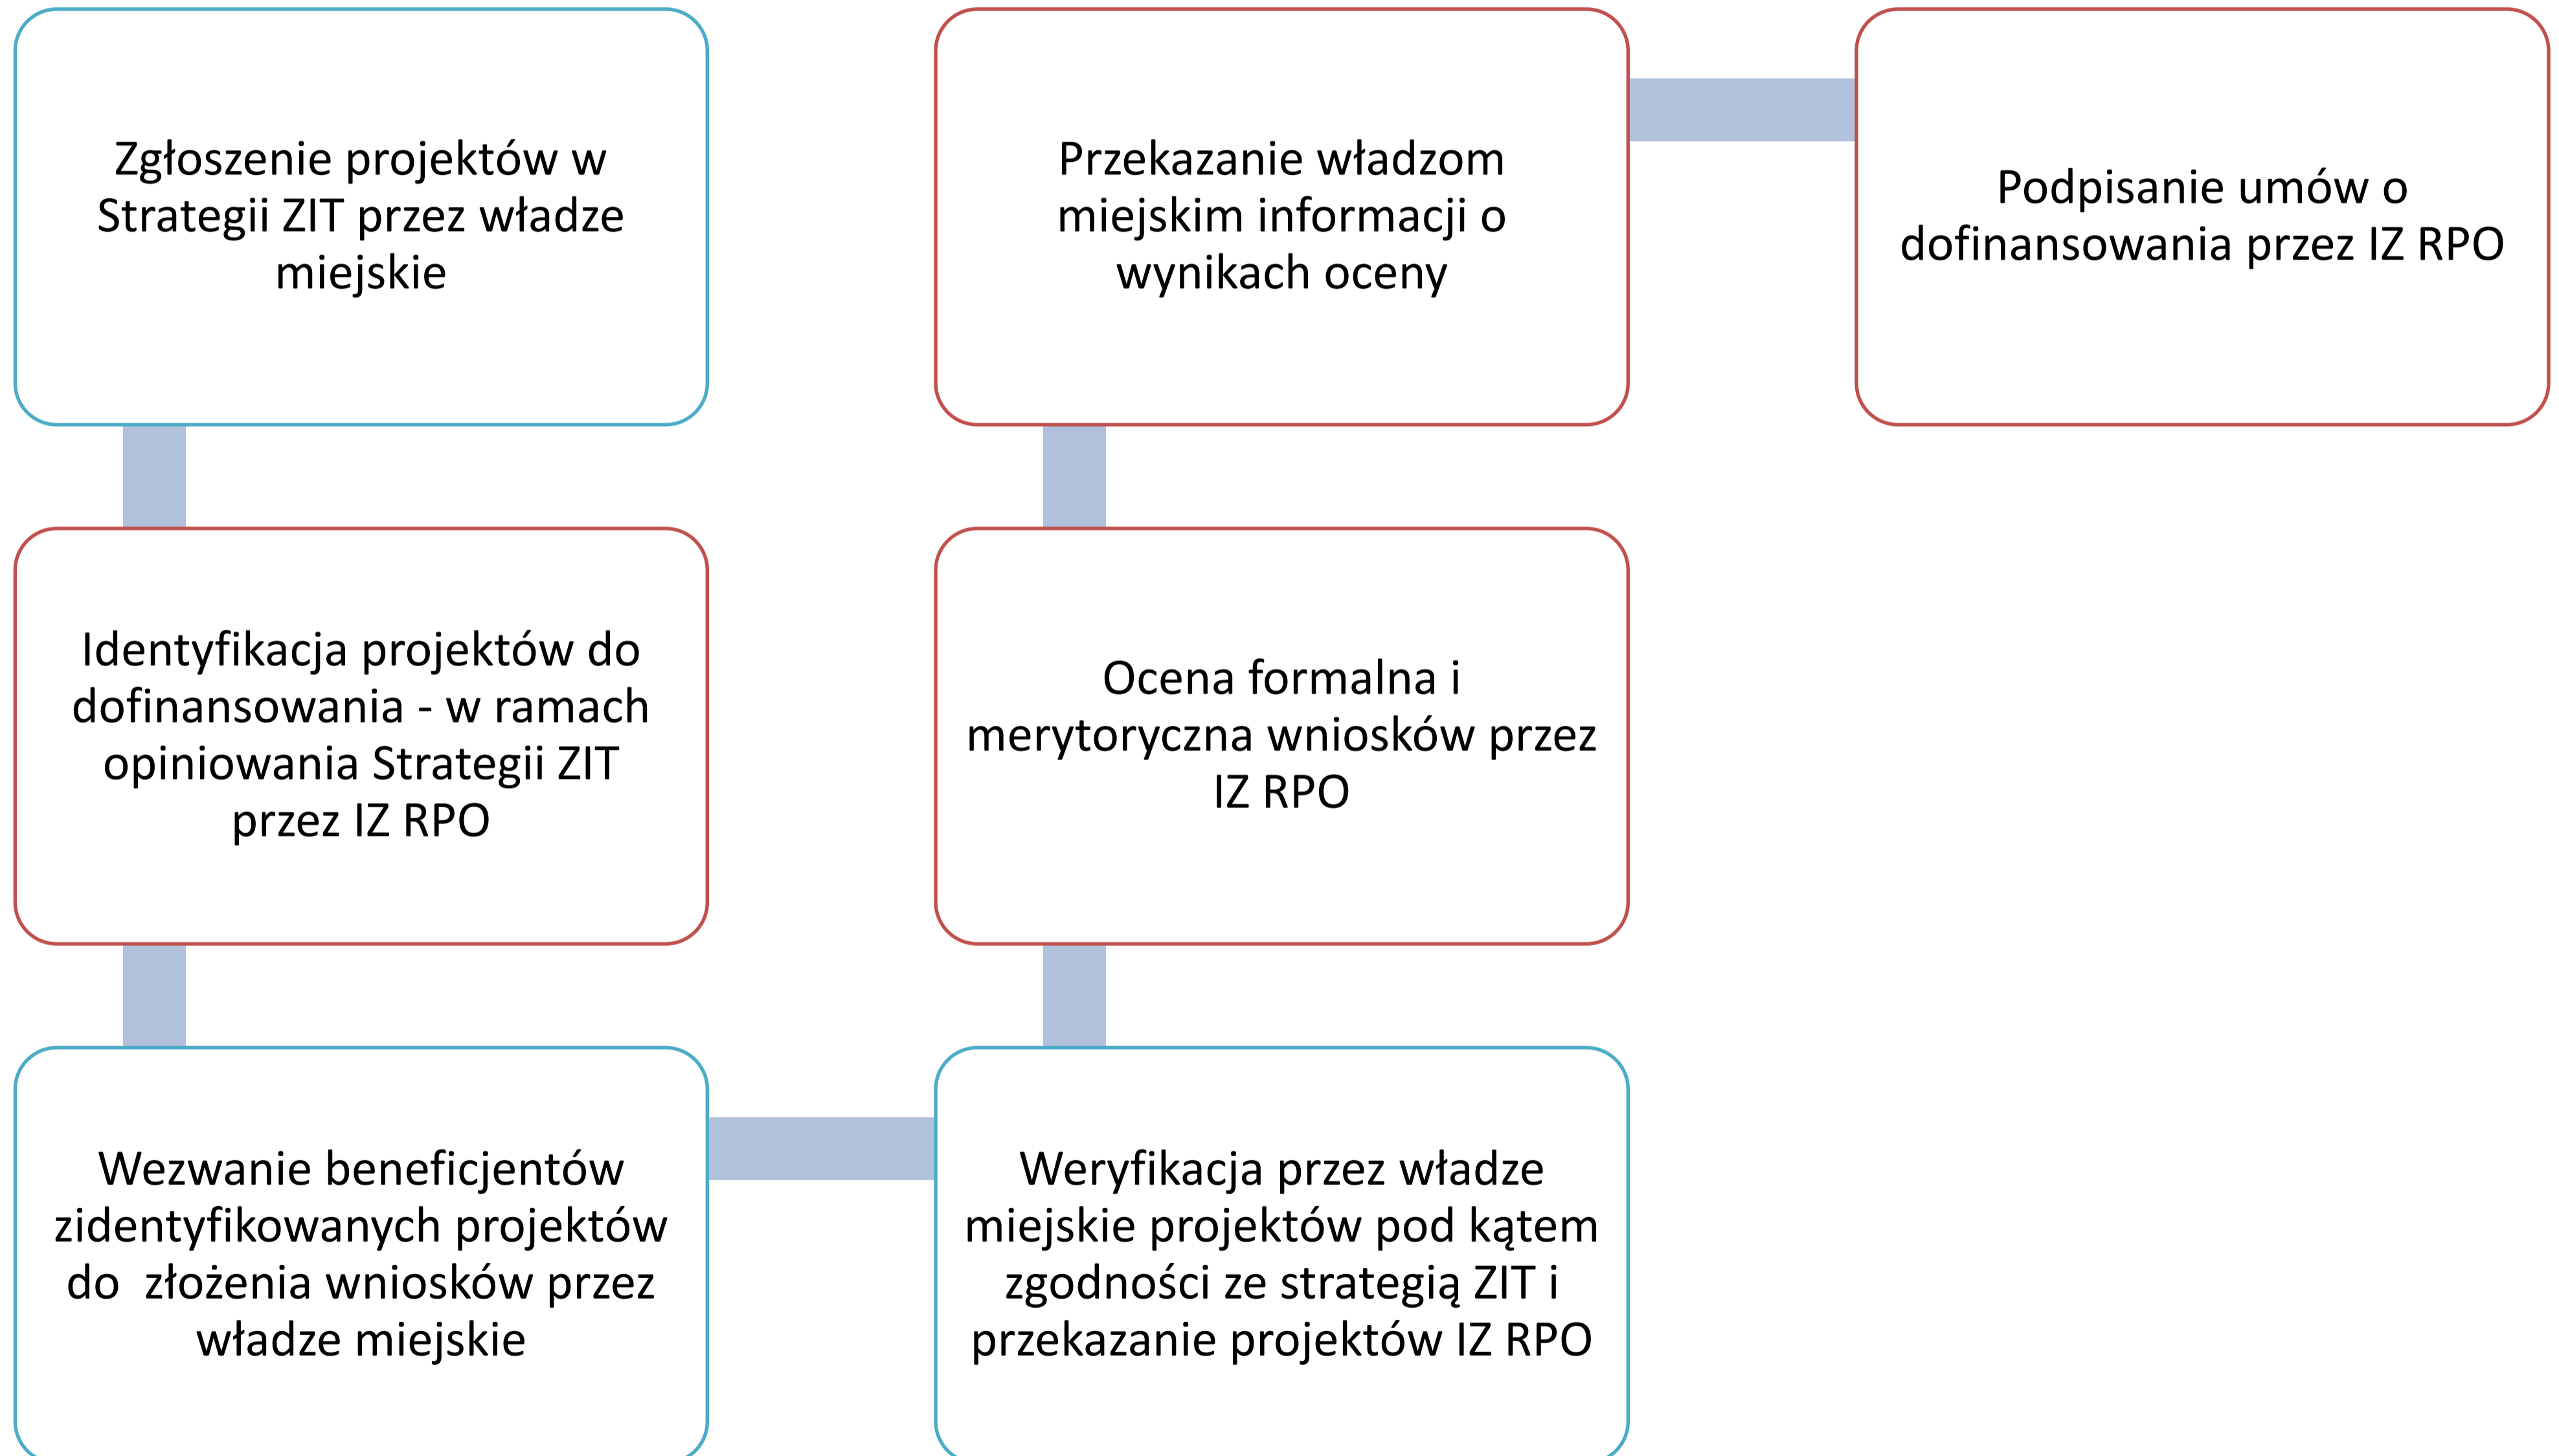 Zgłoszenie projektów w
Strategii ZIT przez władze
miejskie
Identyfikacja projektów do
dofinansowania - w ramach
opiniowania Strategii ZIT
przez IZ RPO
Wezwanie beneficjentów
zidentyfikowanych projektów
do  złożenia wniosków przez
władze miejskie
Weryfikacja przez władze
miejskie projektów pod kątem
zgodności ze strategią ZIT i
przekazanie projektów IZ RPO
Ocena formalna i
merytoryczna wniosków przez
IZ RPO
Przekazanie władzom
miejskim informacji o
wynikach oceny
Podpisanie umów o
dofinansowania przez IZ RPO